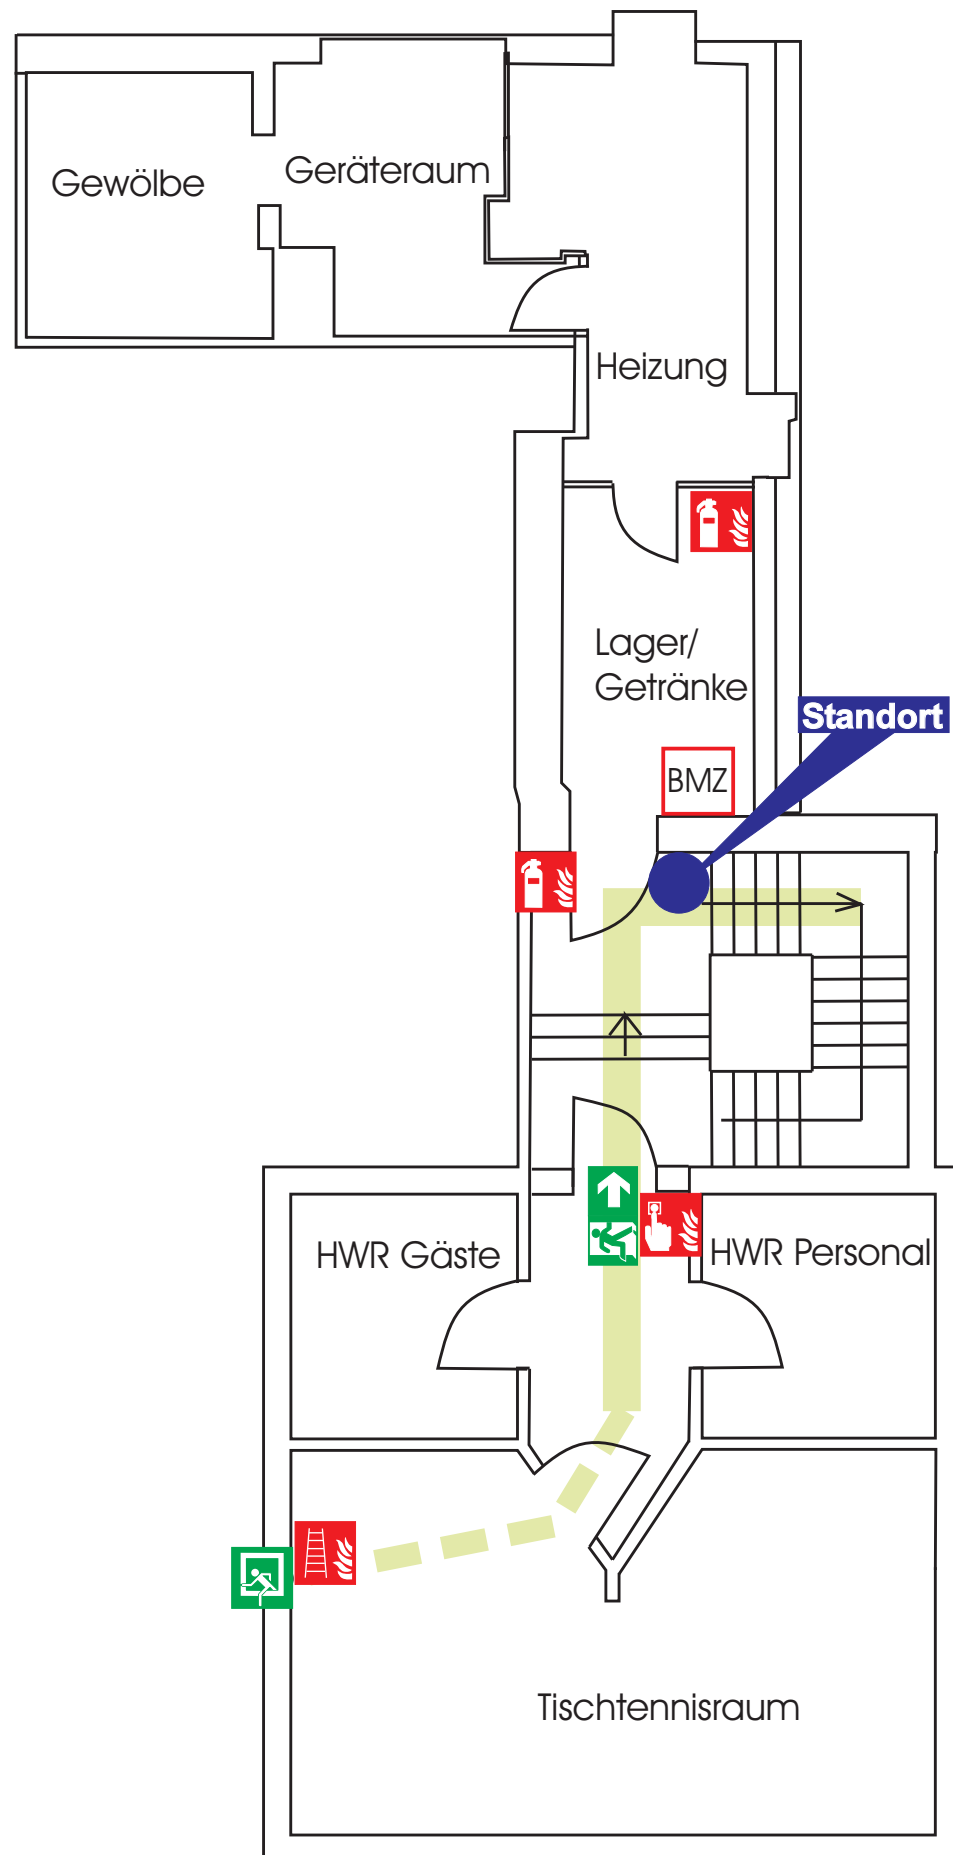 Gewölbe
Geräteraum
Heizung
Lager/
Getränke
Standort
BMZ
HWR Gäste
HWR Personal
Tischtennisraum